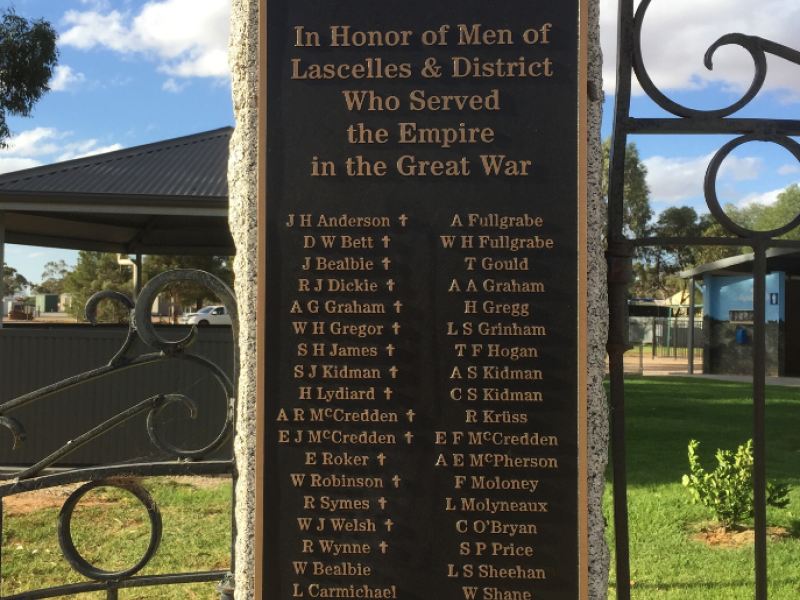 In Honor of Men of
Lascelles & District
Who Served
the Empire
in the Great War
J H Anderson ✝
D W Bett ✝
J Bealbie ✝
R J Dickie ✝
A G Graham ✝
W H Gregor ✝
S H James ✝
S J Kidman ✝
H Lydiard ✝
A R McCredden ✝
E J McCredden ✝
E Roker ✝
W Robinson ✝
R Symes ✝
W J Welsh ✝
R Wynne ✝
W Bealbie
L Carmichael
A Fullgrabe
W H Fullgrabe
T Gould
A A Graham
H Gregg
L S Grinham
T F Hogan
A S Kidman
C S Kidman
R Krüss
E F McCredden
A E McPherson
F Moloney
L Molyneaux
C O'Bryan
S P Price
L S Sheehan
W Shane